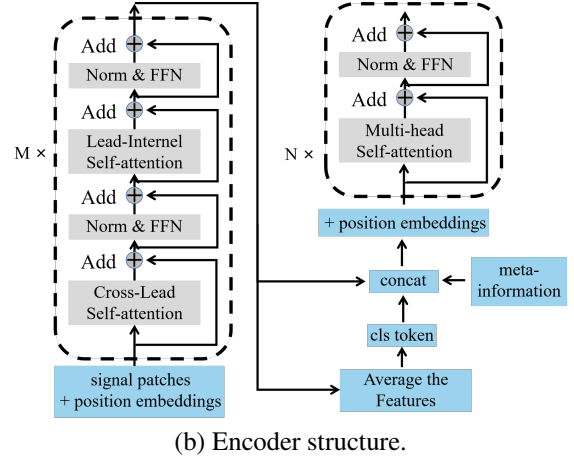 Add
Norm & FFN
Add
Lead-Internel
Self-attention
M ×
Add
Norm & FFN
Add
Cross-Lead
Self-attention
signal patches
+ position embeddings
Add
Norm & FFN
Add
Multi-head
Self-attention
N ×
+ position embeddings
concat
meta-
information
cls token
Average the
Features
(b) Encoder structure.